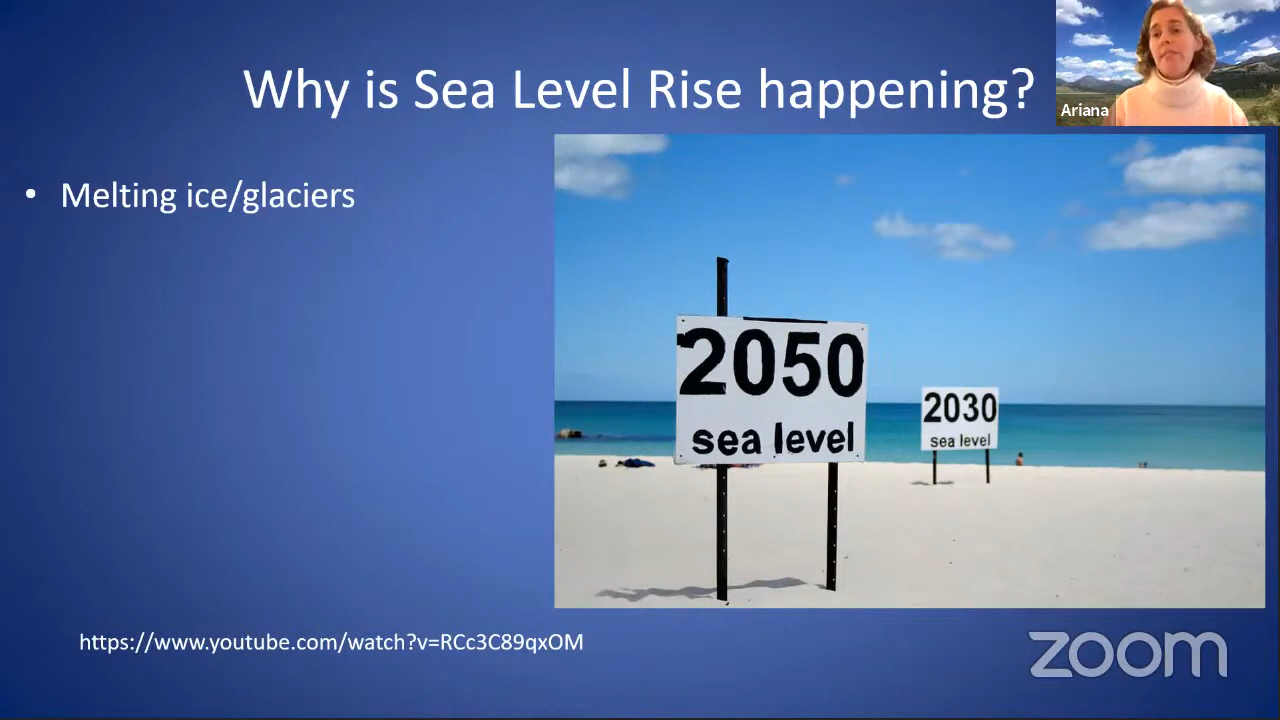 Why is Sea Level Rise happening?
Ariana
• Melting ice/glaciers
2050
sea level
2030
sea level
https://www.youtube.com/watch?v=RCc3C89qxOM
zoom